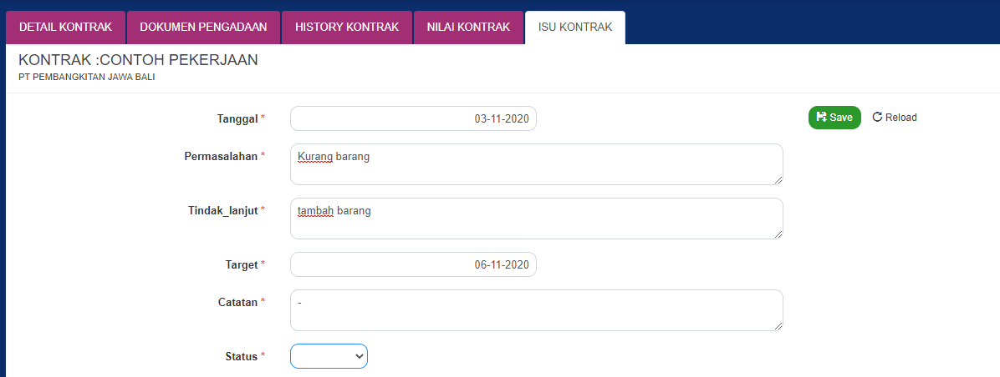 DETAIL KONTRAK DOKUMEN PENGADAAN HISTORY KONTRAK NILAI KONTRAK ISU KONTRAK
KONTRAK :CONTOH PEKERJAAN
PT PEMBANGKITAN JAWA BALI
Tanggal * 03-11-2020 Save Reload
Permasalahan * Kurang barang
Tindak_lanjut * tambah barang
Target * 06-11-2020
Catatan * -
Status *